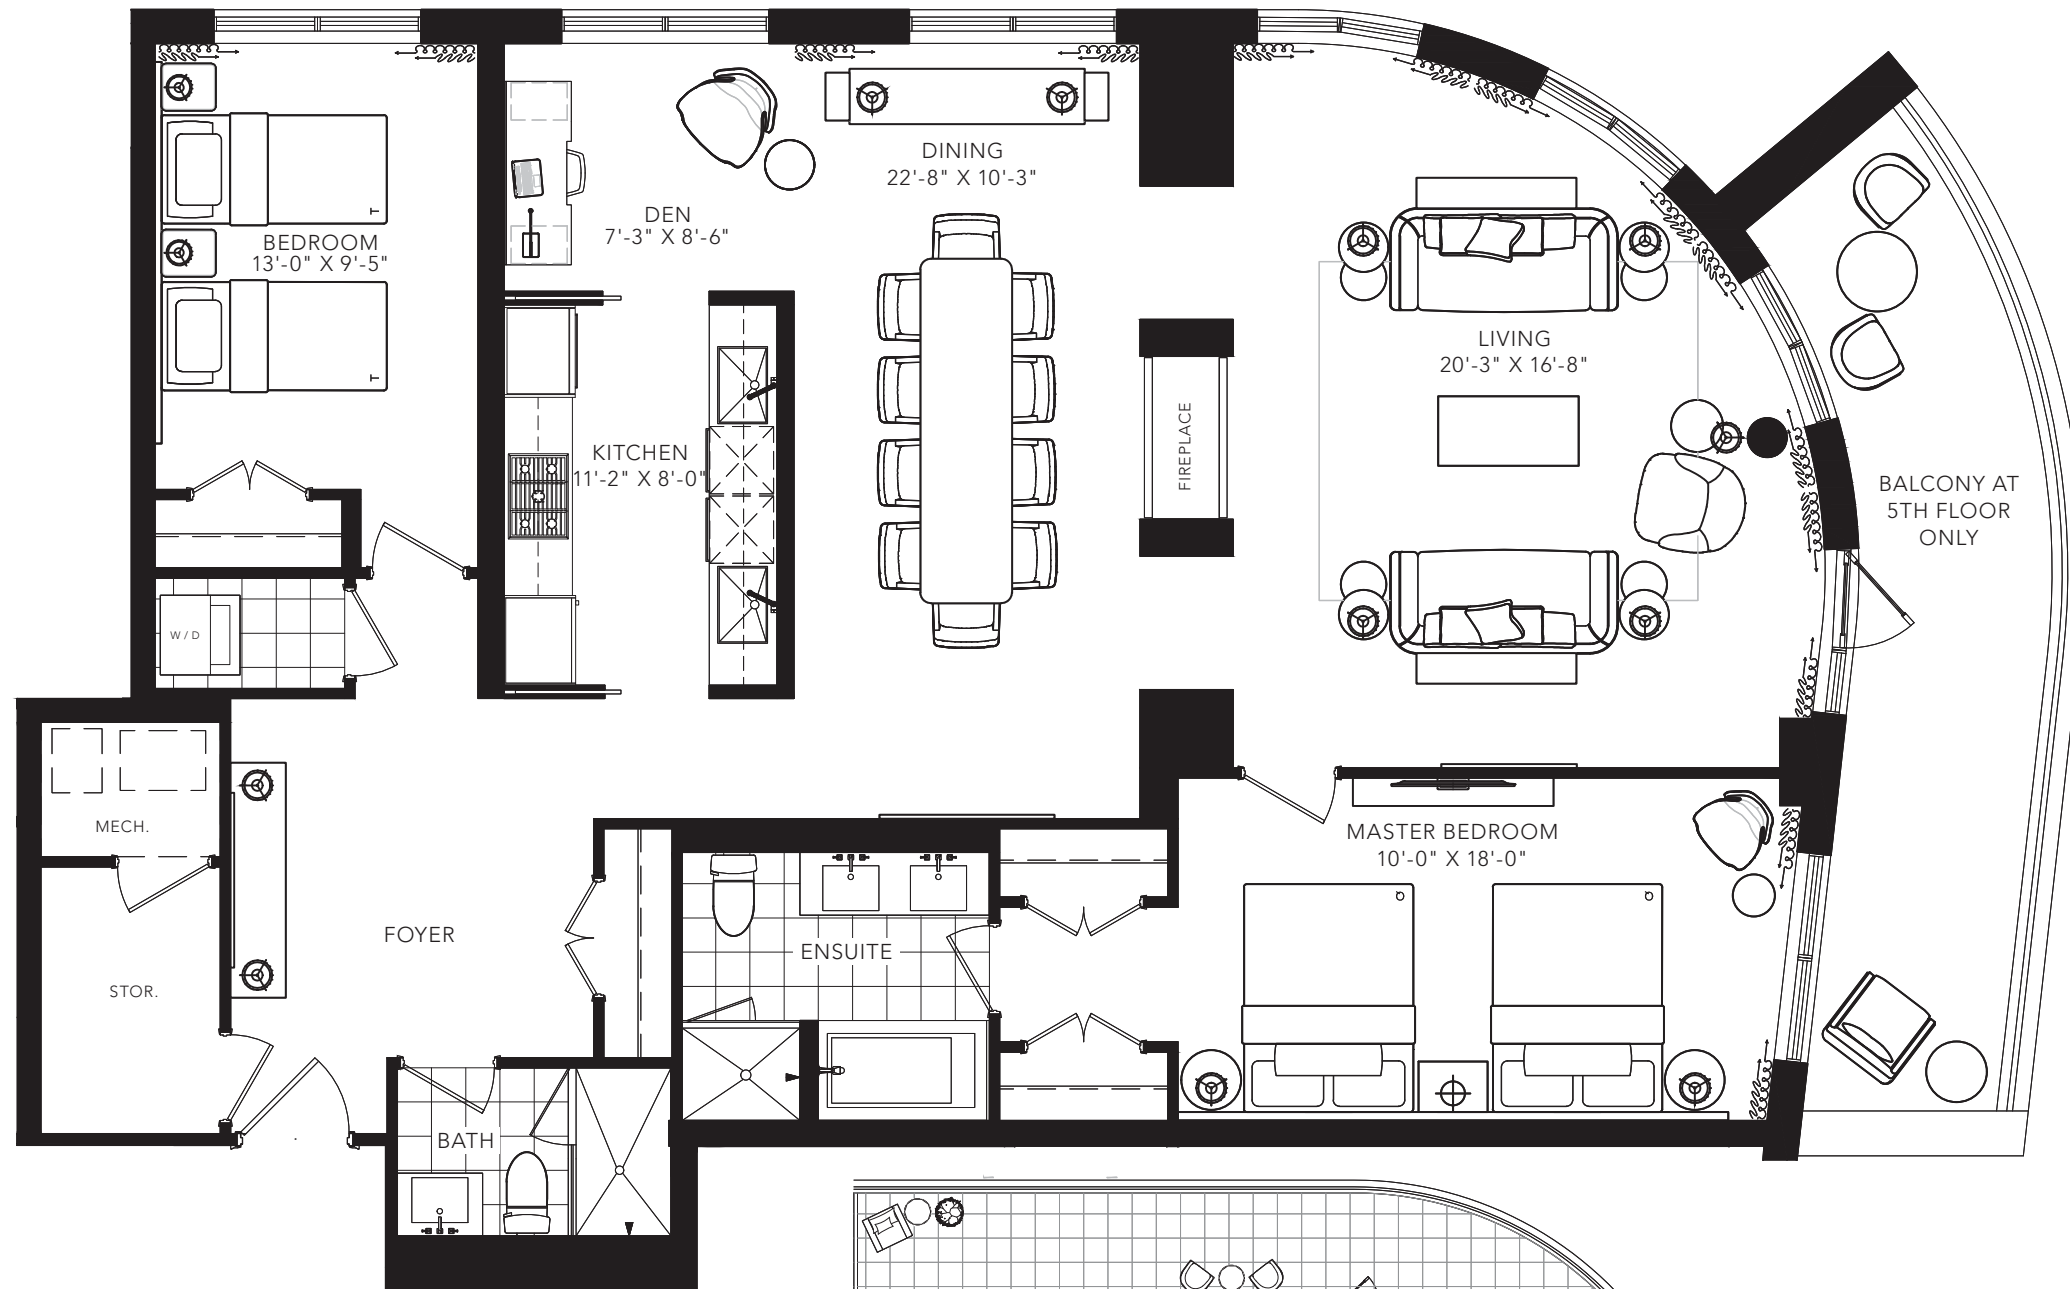 DINING
22'-8" X 10'-3"
DEN
7'-3" X 8'-6"
BEDROOM
13'-0" X 9'-5"
LIVING
20'-3" X 16'-8"
KITCHEN
11'-2" X 8'-0"
FIREPLACE
BALCONY AT
5TH FLOOR
ONLY
W/D
MECH.
MASTER BEDROOM
10'-0" X 18'-0"
FOYER
ENSUITE
STOR.
BATH